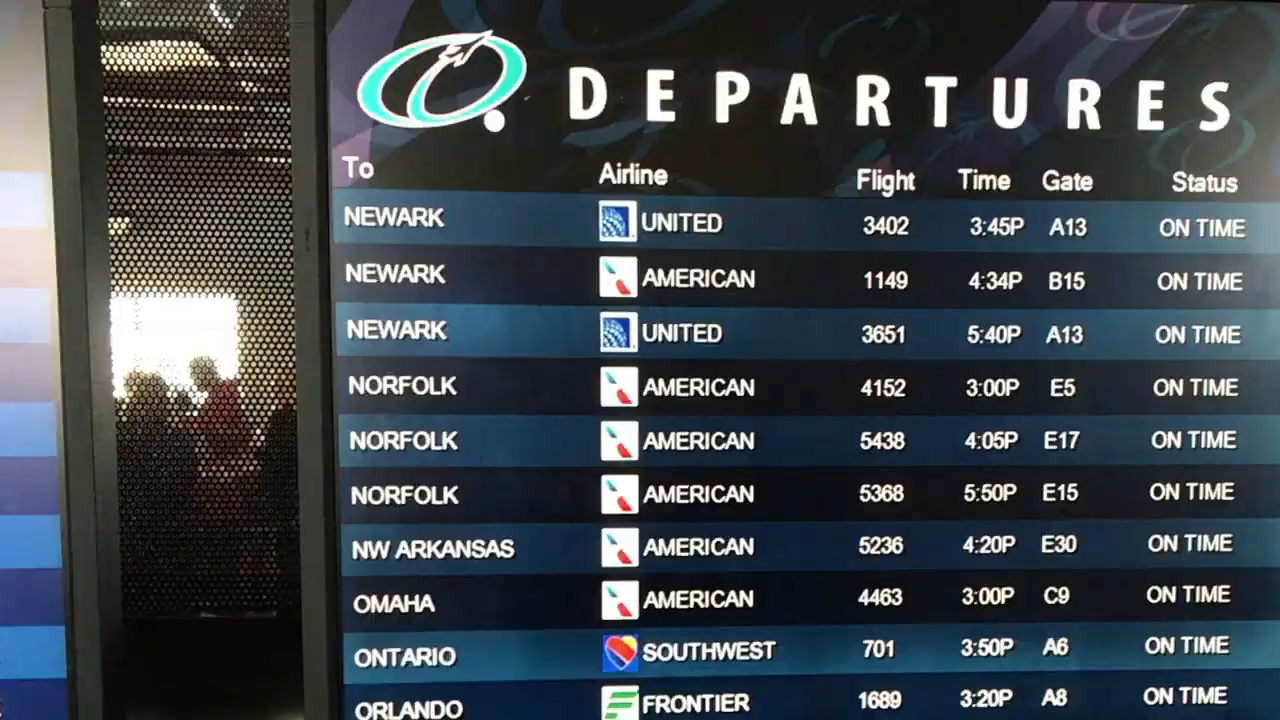 DEPARTURES
To Airline Flight Time Gate Status
NEWARK UNITED 3402 3:45P A13 ON TIME
NEWARK AMERICAN 1149 4:34P B15 ON TIME
NEWARK UNITED 3651 5:40P A13 ON TIME
NORFOLK AMERICAN 4152 3:00P E5 ON TIME
NORFOLK AMERICAN 5438 4:05P E17 ON TIME
NORFOLK AMERICAN 5368 5:50P E15 ON TIME
NW ARKANSAS AMERICAN 5236 4:20P E30 ON TIME
OMAHA AMERICAN 4463 3:00P C9 ON TIME
ONTARIO SOUTHWEST 701 3:50P A6 ON TIME
ORLANDO FRONTIER 1689 3:20P A8 ON TIME